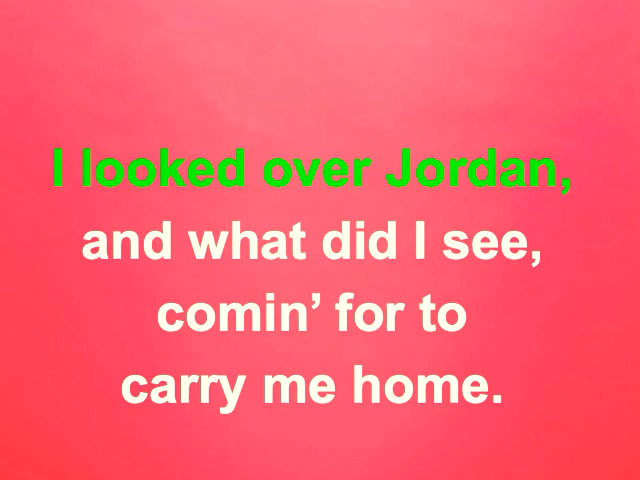 I looked over Jordan,
and what did I see,
comin’ for to
carry me home.